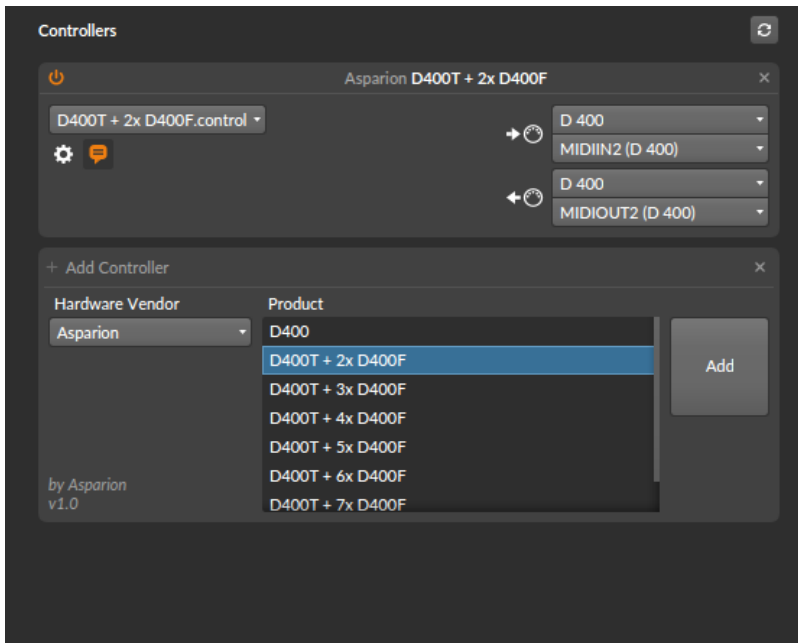 Controllers
Asparion D400T + 2x D400F
D400T + 2x D400F.control
D 400
MIDIIN2 (D 400)
D 400
MIDIOUT2 (D 400)
+ Add Controller
Hardware Vendor
Product
Asparion
D400
D400T + 2x D400F
D400T + 3x D400F
D400T + 4x D400F
D400T + 5x D400F
D400T + 6x D400F
D400T + 7x D400F
Add
by Asparion
v1.0